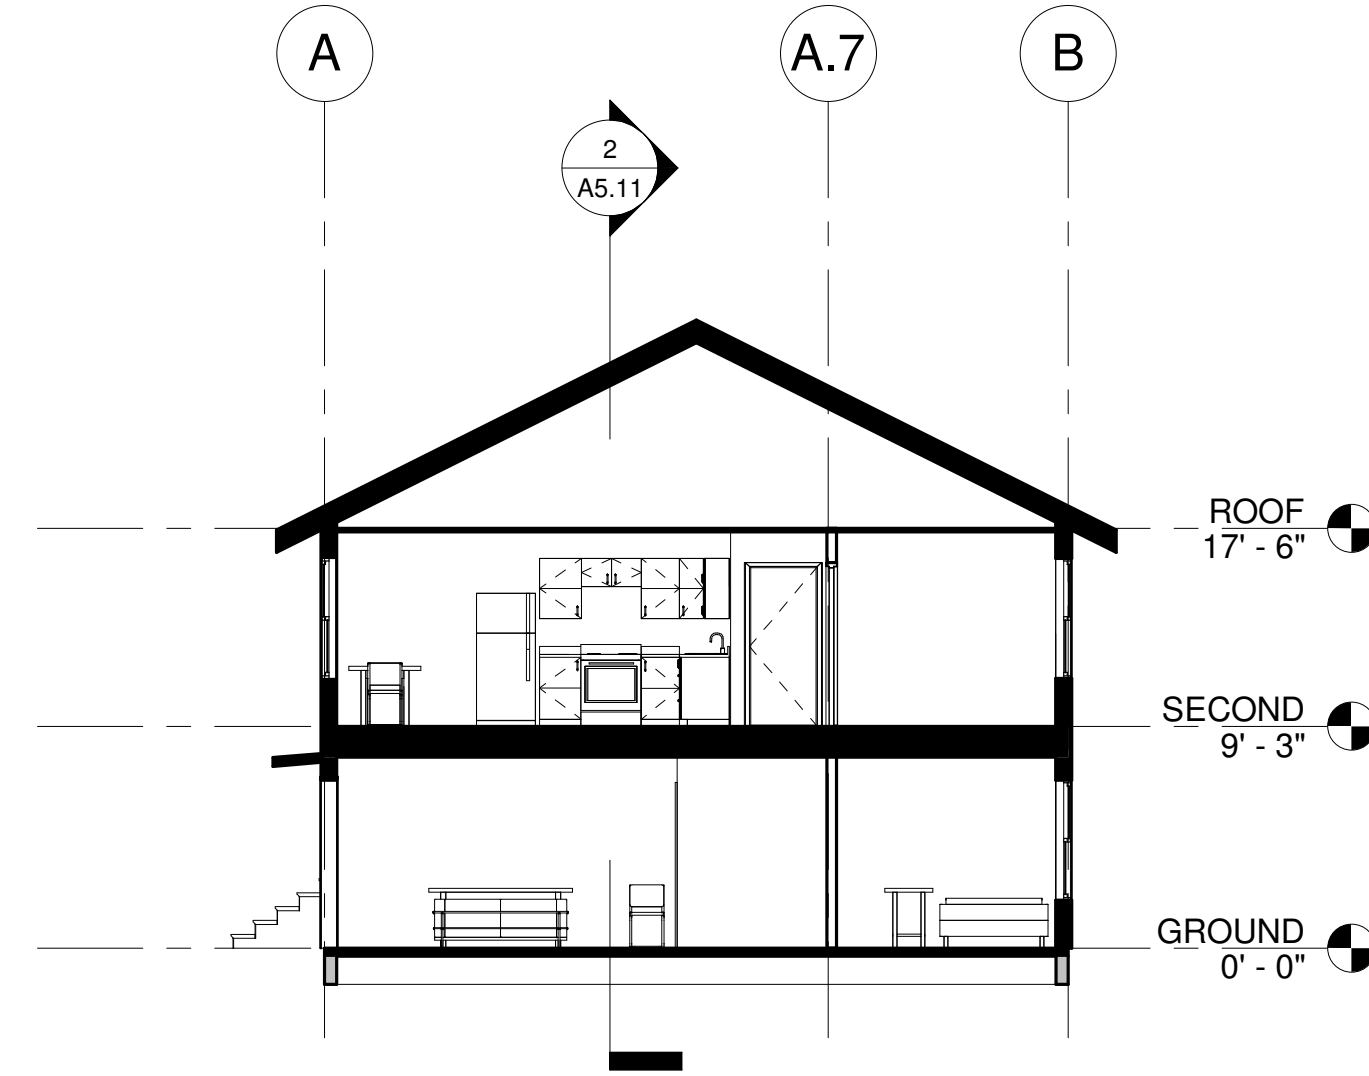 A
A.7
B
2
A5.11
ROOF
17' - 6"
SECOND
9' - 3"
GROUND
0' - 0"